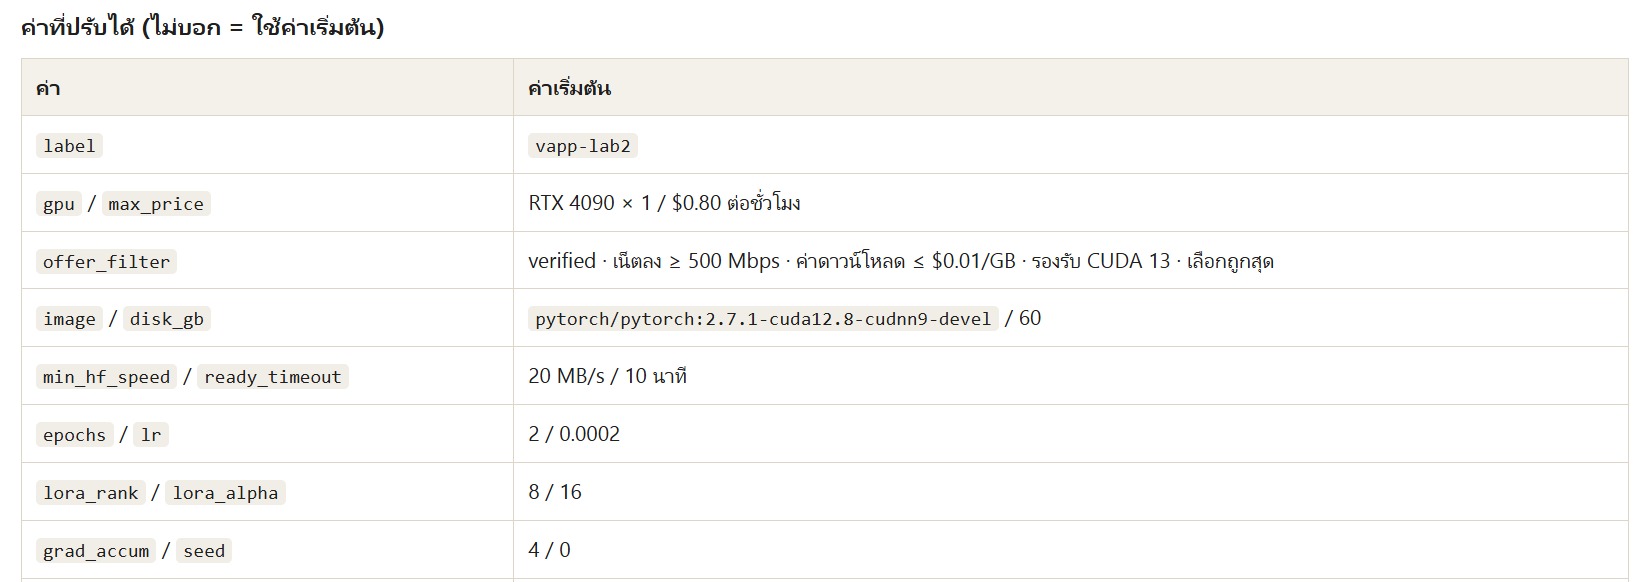 ค่าที่ปรับได้ (ไม่บอก = ใช้ค่าเริ่มต้น)
ค่า ค่าเริ่มต้น
label vapp-lab2
gpu / max_price RTX 4090 × 1 / $0.80 ต่อชั่วโมง
offer_filter verified · เน็ตลง ≥ 500 Mbps · ค่าดาวน์โหลด ≤ $0.01/GB · รองรับ CUDA 13 · เลือกถูกสุด
image / disk_gb pytorch/pytorch:2.7.1-cuda12.8-cudnn9-devel / 60
min_hf_speed / ready_timeout 20 MB/s / 10 นาที
epochs / lr 2 / 0.0002
lora_rank / lora_alpha 8 / 16
grad_accum / seed 4 / 0